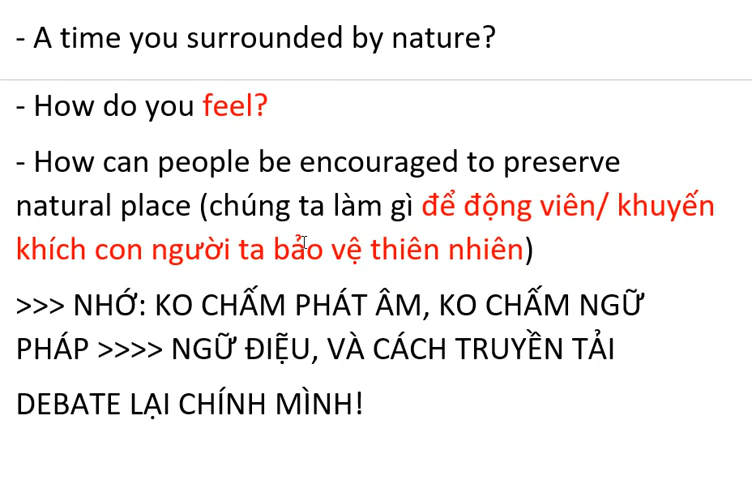 - A time you surrounded by nature?
- How do you feel?
- How can people be encouraged to preserve
natural place (chúng ta làm gì để động viên/ khuyến
khích con người ta bảo vệ thiên nhiên)
>>> NHỚ: KO CHẤM PHÁT ÂM, KO CHẤM NGỮ
PHÁP >>>> NGỮ ĐIỆU, VÀ CÁCH TRUYỀN TẢI
DEBATE LẠI CHÍNH MÌNH!